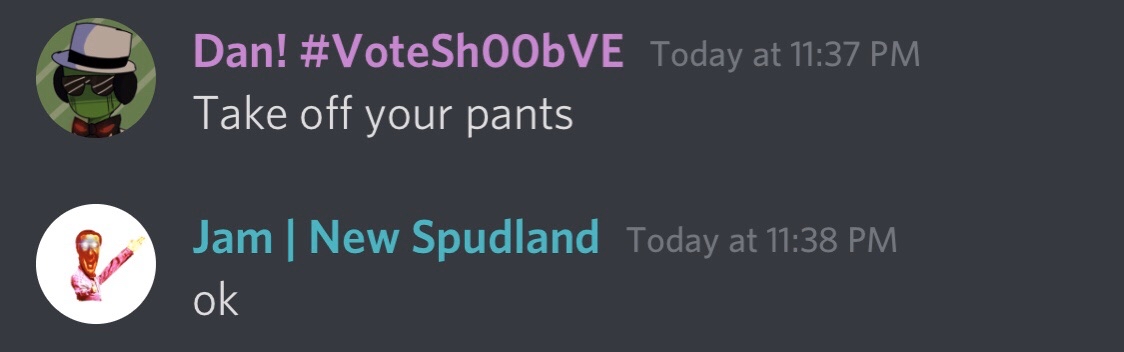 Dan! #VoteSh00bVE Today at 11:37 PM
Take off your pants
Jam | New Spudland Today at 11:38 PM
ok